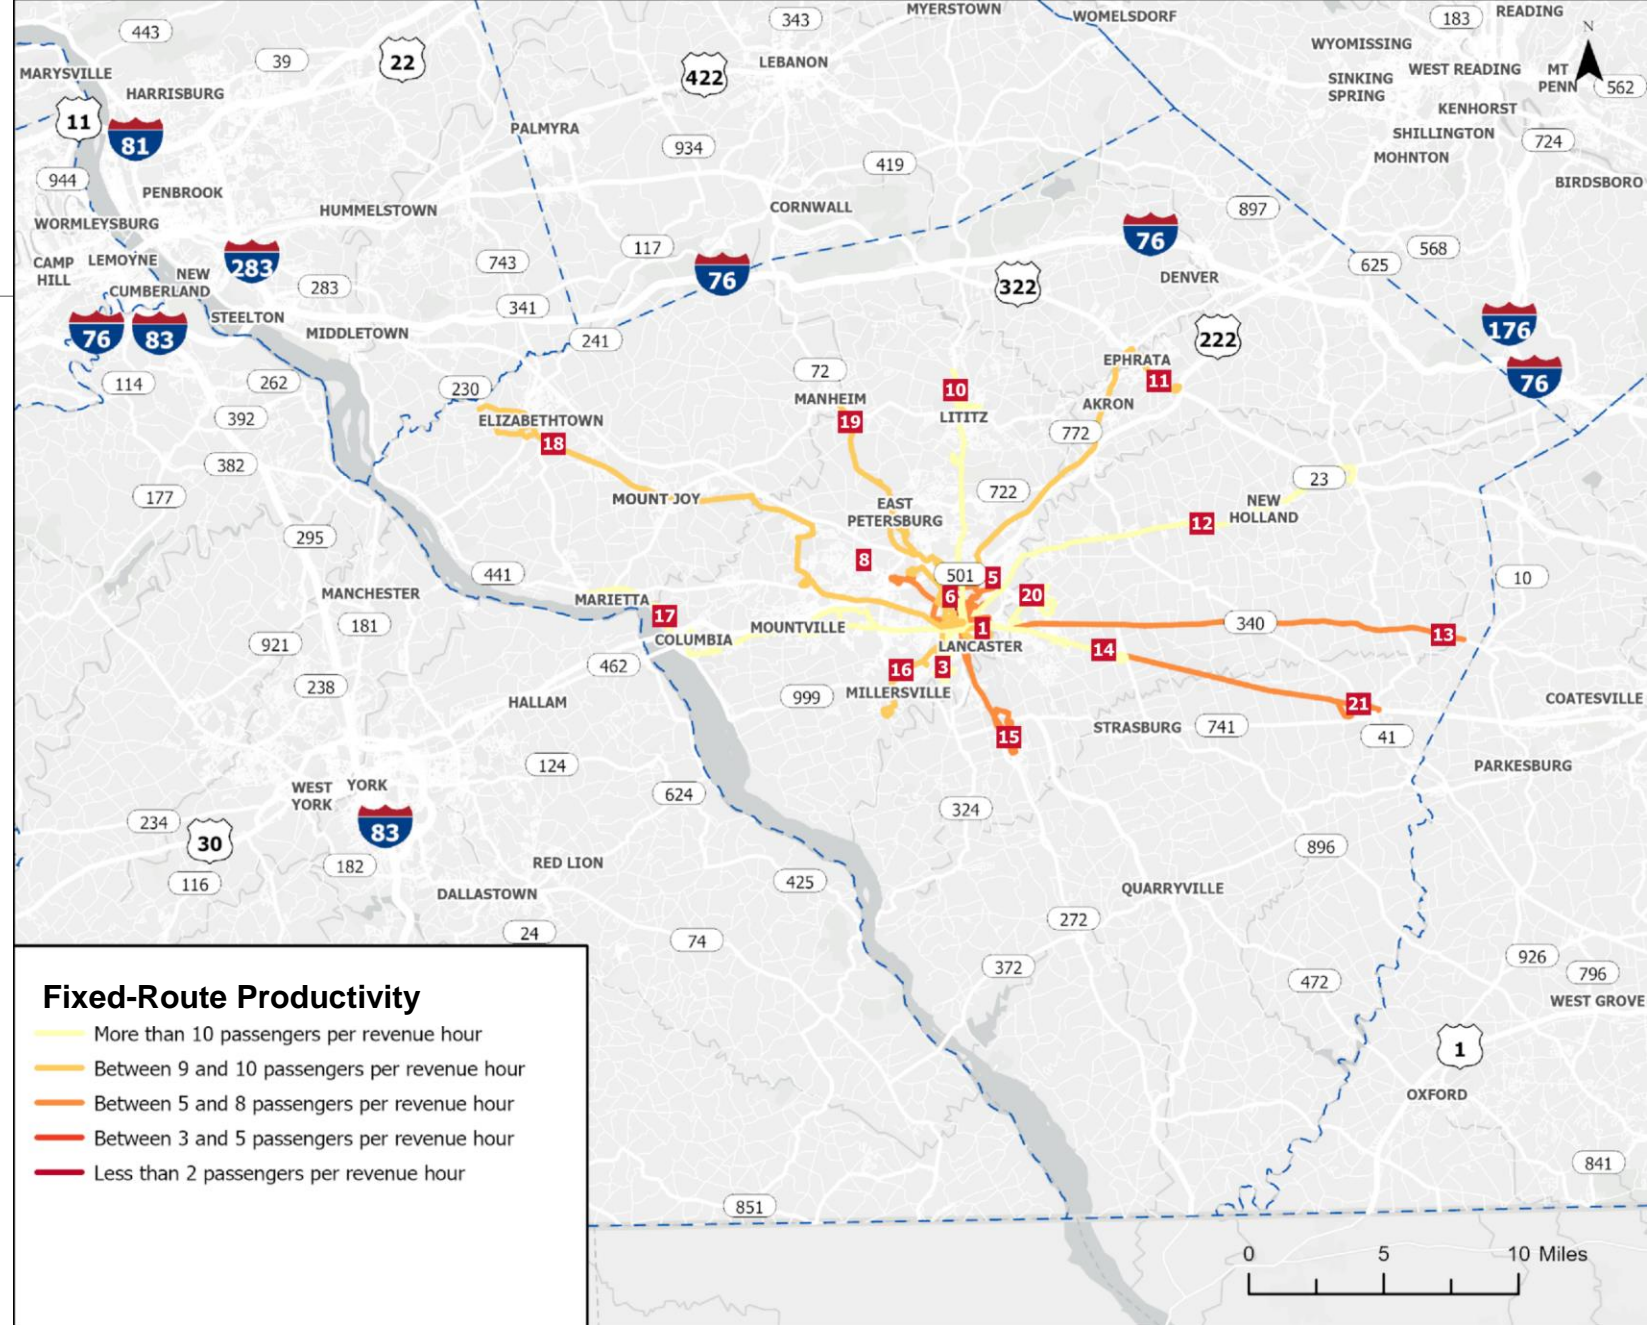 443
343
MYERSTOWN
WOMELSDORF
183
READING
39
22
422
LEBANON
WYOMISSING
N
MARYSVILLE
HARRISBURG
SINKING
SPRING
WEST READING
MT
PENN
562
11
81
PALMYRA
KENHORST
934
SHILLINGTON
724
944
419
MOHNTON
PENBROOK
BIRDSBORO
HUMMELSTOWN
CORNWALL
897
WORMLEYSBURG
76
CAMP
HILL
LEMOYNE
283
743
117
76
568
625
NEW
CUMBERLAND
283
322
DENVER
341
STEELTON
MIDDLETOWN
76
83
241
222
176
114
262
230
72
EPHRATA
76
392
MANHEIM
10
11
ELIZABETHTOWN
19
LITITZ
AKRON
18
772
382
177
MOUNT JOY
722
23
EAST
PETERSBURG
NEW
HOLLAND
12
295
8
441
501
5
10
MANCHESTER
MARIETTA
6
20
181
17
MOUNTVILLE
1
340
13
921
COLUMBIA
LANCASTER
14
462
16
3
238
999
MILLERSVILLE
HALLAM
21
COATESVILLE
15
STRASBURG
741
41
124
PARKESBURG
WEST
YORK
YORK
624
324
234
30
83
896
182
RED LION
116
425
DALLASTOWN
QUARRYVILLE
24
74
272
372
926
472
796
WEST GROVE
1
OXFORD
841
851
Fixed-Route Productivity
More than 10 passengers per revenue hour
Between 9 and 10 passengers per revenue hour
Between 5 and 8 passengers per revenue hour
Between 3 and 5 passengers per revenue hour
Less than 2 passengers per revenue hour
0 5 10 Miles